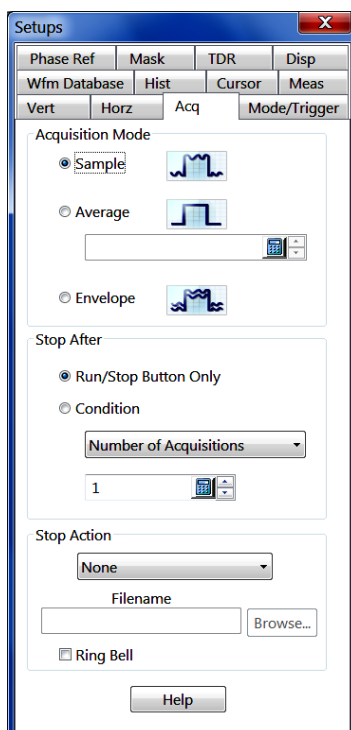 Setups
Phase Ref Mask TDR Disp
Wfm Database Hist Cursor Meas
Vert Horz Acq Mode/Trigger
Acquisition Mode
Sample
Average
Envelope
Stop After
Run/Stop Button Only
Condition
Number of Acquisitions
1
Stop Action
None
Filename
Browse...
Ring Bell
Help